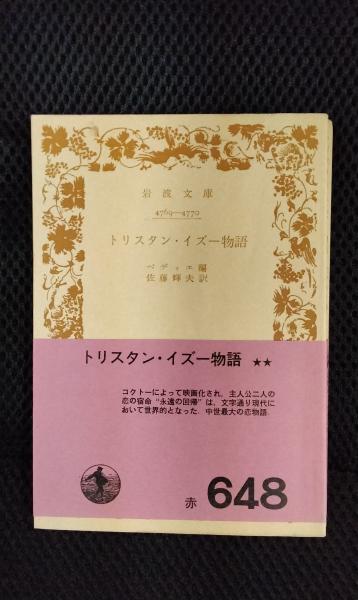 岩波文庫
4769—4770
トリスタン・イズー物語
ベディエ編
佐藤輝夫訳
トリスタン・イズー物語 ★★
コクトーによって映画化され，主人公二人の
恋の宿命“永遠の回帰”は，文字通り現代に
おいて世界的となった．中世最大の恋物語．
赤 648